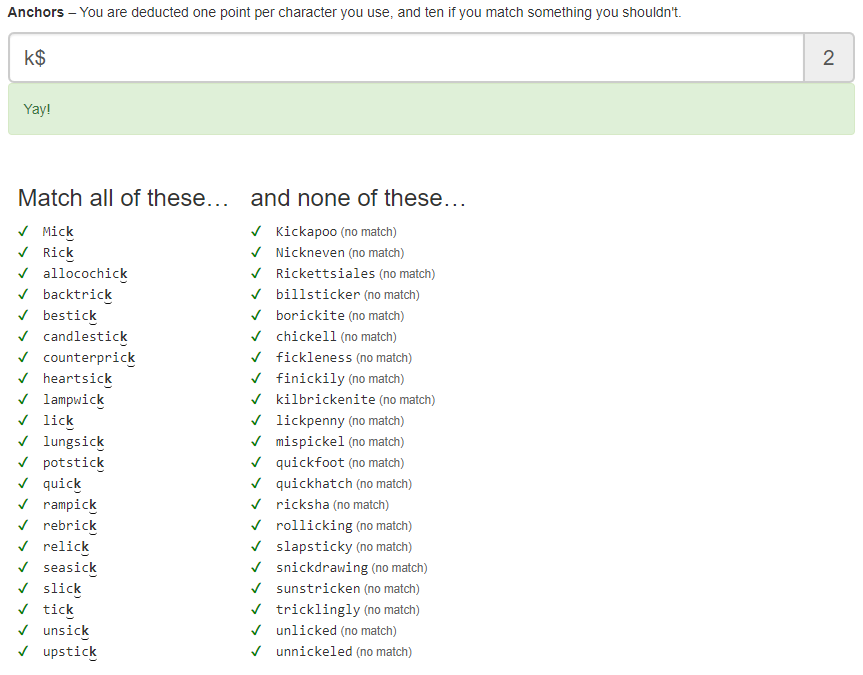 Anchors – You are deducted one point per character you use, and ten if you match something you shouldn't.
k$ 2
Yay!
Match all of these… and none of these…
✓ Mick ✓ Kickapoo (no match)
✓ Rick ✓ Nickneven (no match)
✓ allocochick ✓ Rickettsiales (no match)
✓ backtrick ✓ billsticker (no match)
✓ bestick ✓ borickite (no match)
✓ candlestick ✓ chickell (no match)
✓ counterprick ✓ fickleness (no match)
✓ heartsick ✓ finickily (no match)
✓ lampwick ✓ kilbrickenite (no match)
✓ lick ✓ lickpenny (no match)
✓ lungsick ✓ mispickel (no match)
✓ potstick ✓ quickfoot (no match)
✓ quick ✓ quickhatch (no match)
✓ rampick ✓ ricksha (no match)
✓ rebrick ✓ rollicking (no match)
✓ relick ✓ slapsticky (no match)
✓ seasick ✓ snickdrawing (no match)
✓ slick ✓ sunstricken (no match)
✓ tick ✓ tricklingly (no match)
✓ unsick ✓ unlicked (no match)
✓ upstick ✓ unnickeled (no match)